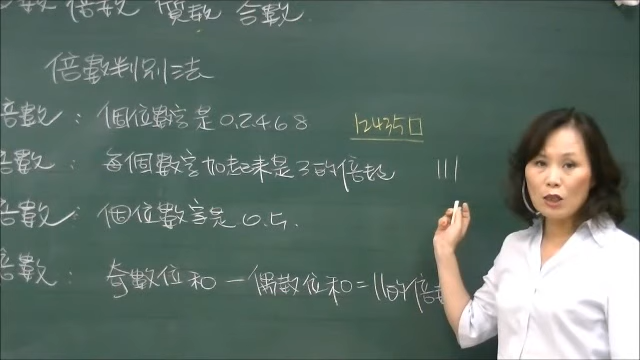 數 倍數 質數 合數
倍數判別法
倍數: 個位數字是0.2.4.6.8
12435□
倍數: 每個數字加起來是3的倍數
111
倍數: 個位數字是0.5.
倍數: 奇數位和－偶數位和=11的倍數